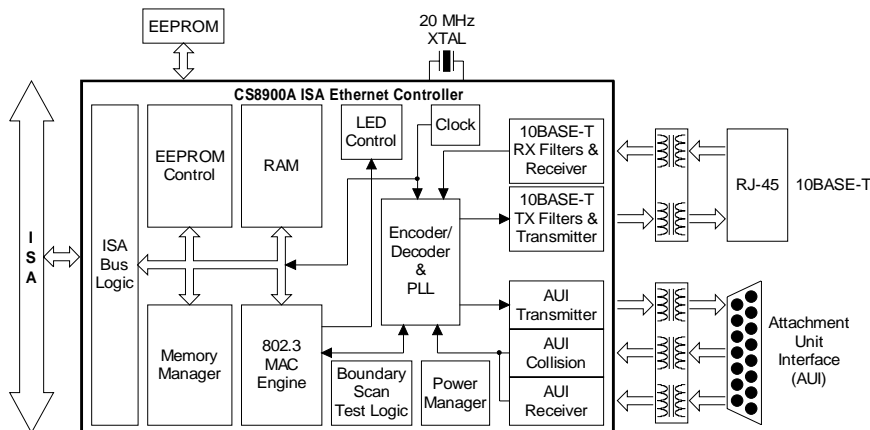 EEPROM
20 MHz
XTAL
CS8900A ISA Ethernet Controller
ISA
ISA
Bus
Logic
EEPROM
Control
RAM
LED
Control
Clock
10BASE-T
RX Filters &
Receiver
10BASE-T
TX Filters &
Transmitter
RJ-45
10BASE-T
Encoder/
Decoder
&
PLL
Memory
Manager
802.3
MAC
Engine
Boundary
Scan
Test Logic
Power
Manager
AUI
Transmitter
AUI
Collision
AUI
Receiver
Attachment
Unit
Interface
(AUI)